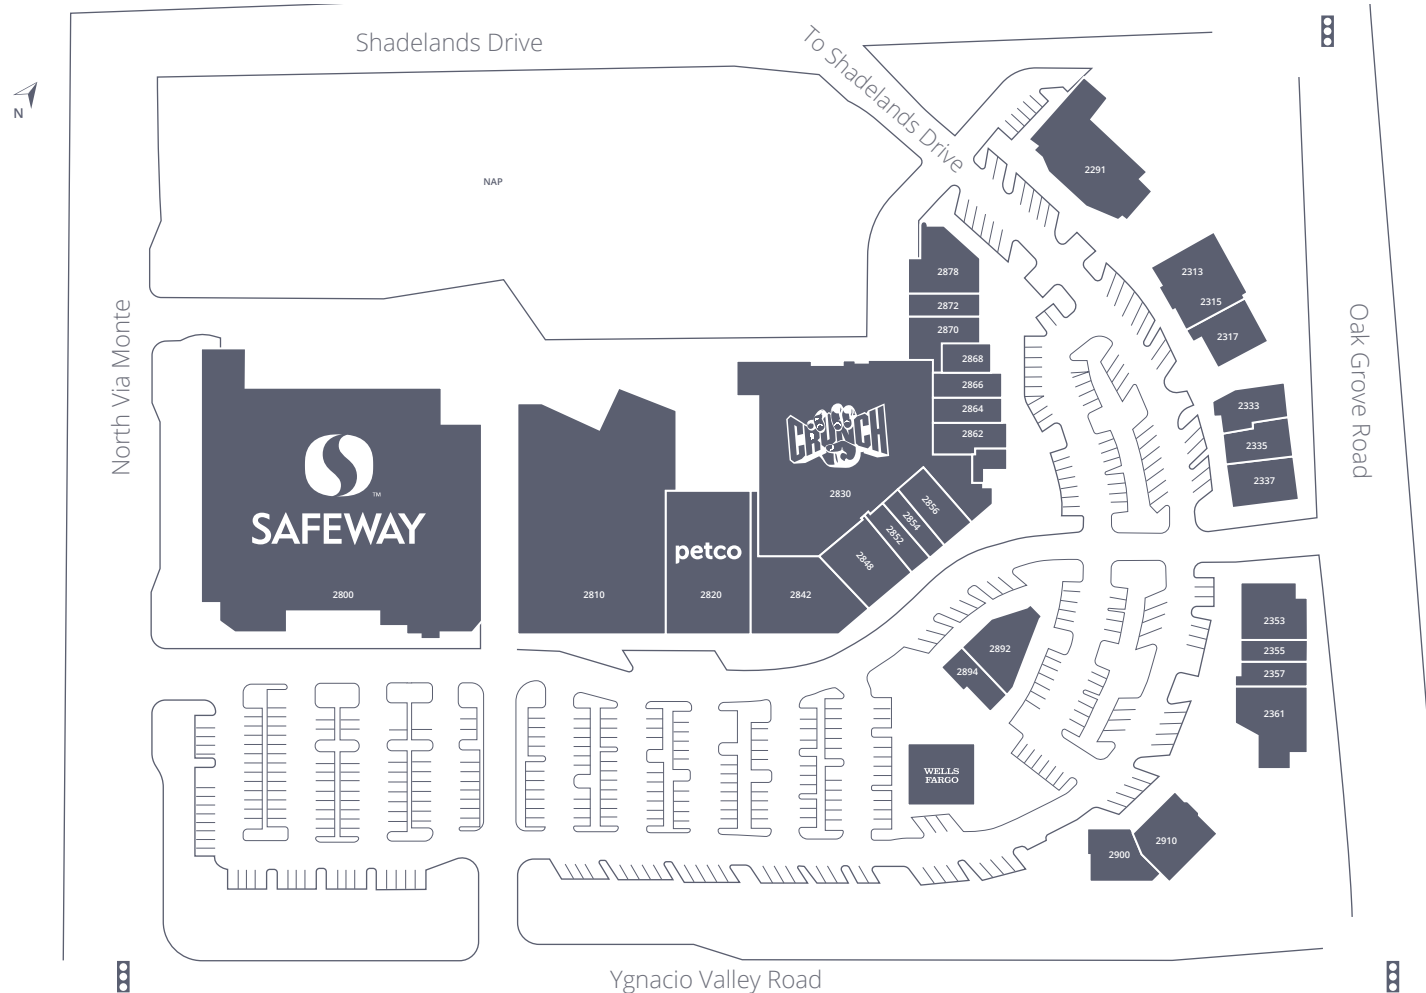 Shadelands Drive
To Shadelands Drive
N
NAP
2291
2878
2313
2315
2872
2870
2317
North Via Monte
Oak Grove Road
2868
2866
2864
2862
2333
2335
2337
CRUNCH
2830
SAFEWAY
TM
2800
petco
2810
2820
2842
2848
2852
2854
2856
2892
2894
2353
2355
2357
2361
WELLS
FARGO
2900
2910
Ygnacio Valley Road